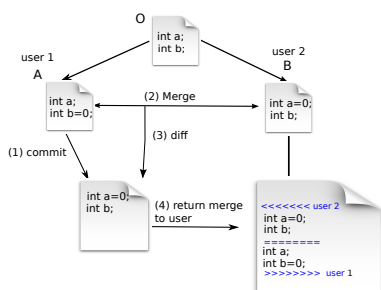 O
int a;
int b;
user 1
A
user 2
B
int a;
int b=0;
(2) Merge
int a=0;
int b;
(3) diff
(1) commit
int a=0;
int b;
(4) return merge
to user
<<<<<<< user 2
int a=0;
int b;
========
int a;
int b=0;
>>>>>>>> user 1